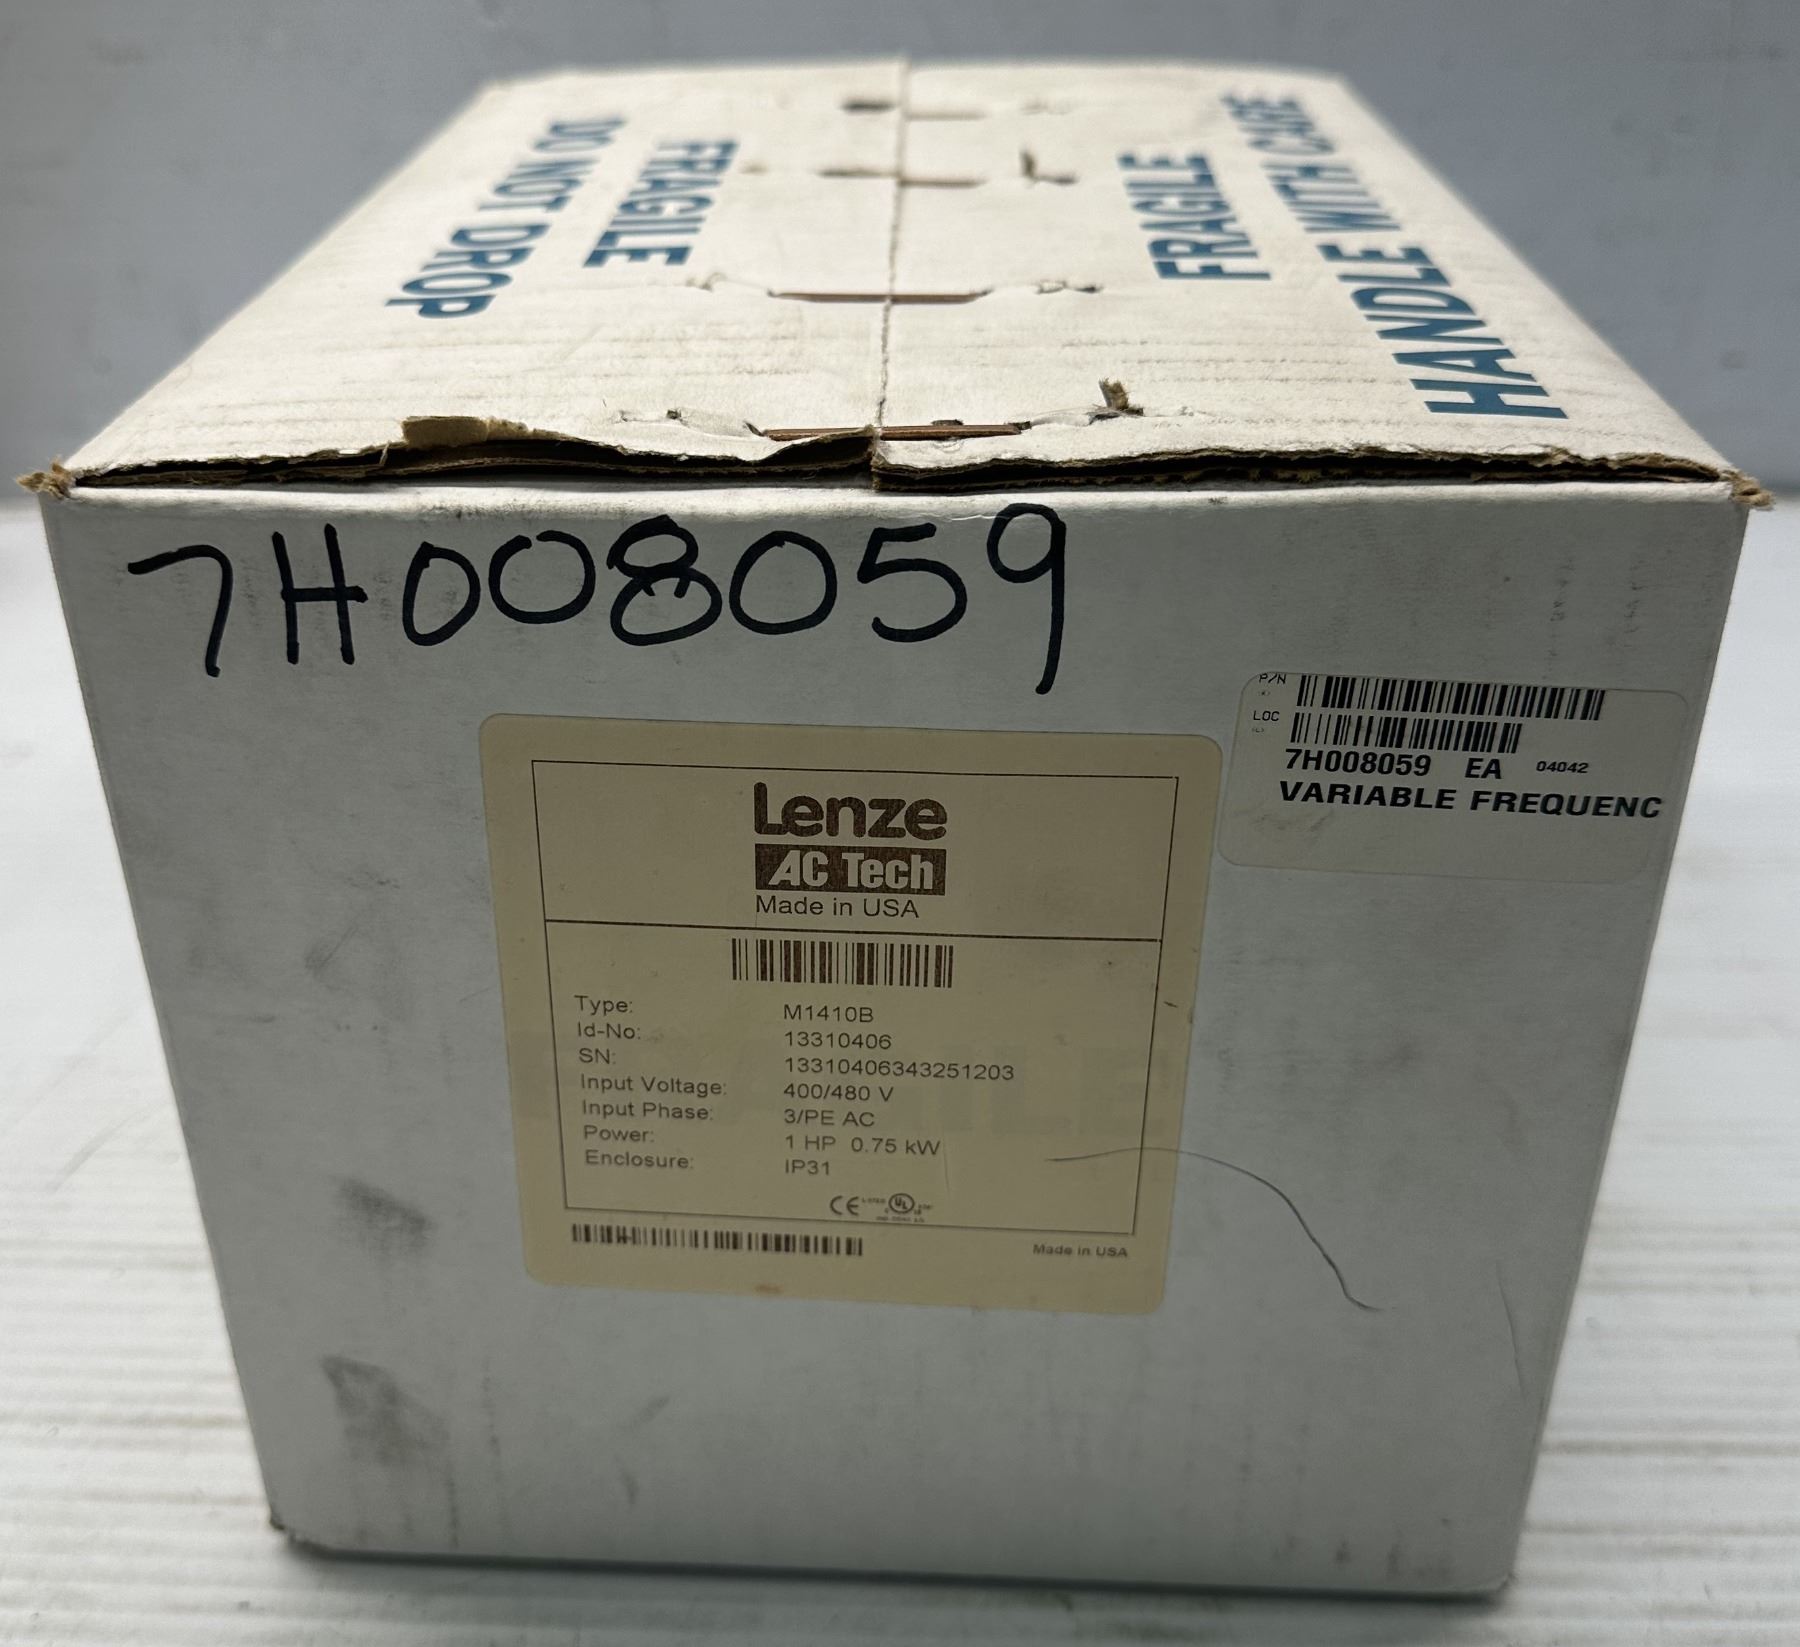 DO NOT DROP
FRAGILE
FRAGILE
HANDLE WITH CARE
7H008059
P/N
LOC
7H008059 EA 04042
VARIABLE FREQUENC
Lenze
AC Tech
Made in USA
Type: M1410B
Id-No: 13310406
SN: 13310406343251203
Input Voltage: 400/480 V
Input Phase: 3/PE AC
Power: 1 HP 0.75 kW
Enclosure: IP31
CE UL
Made in USA